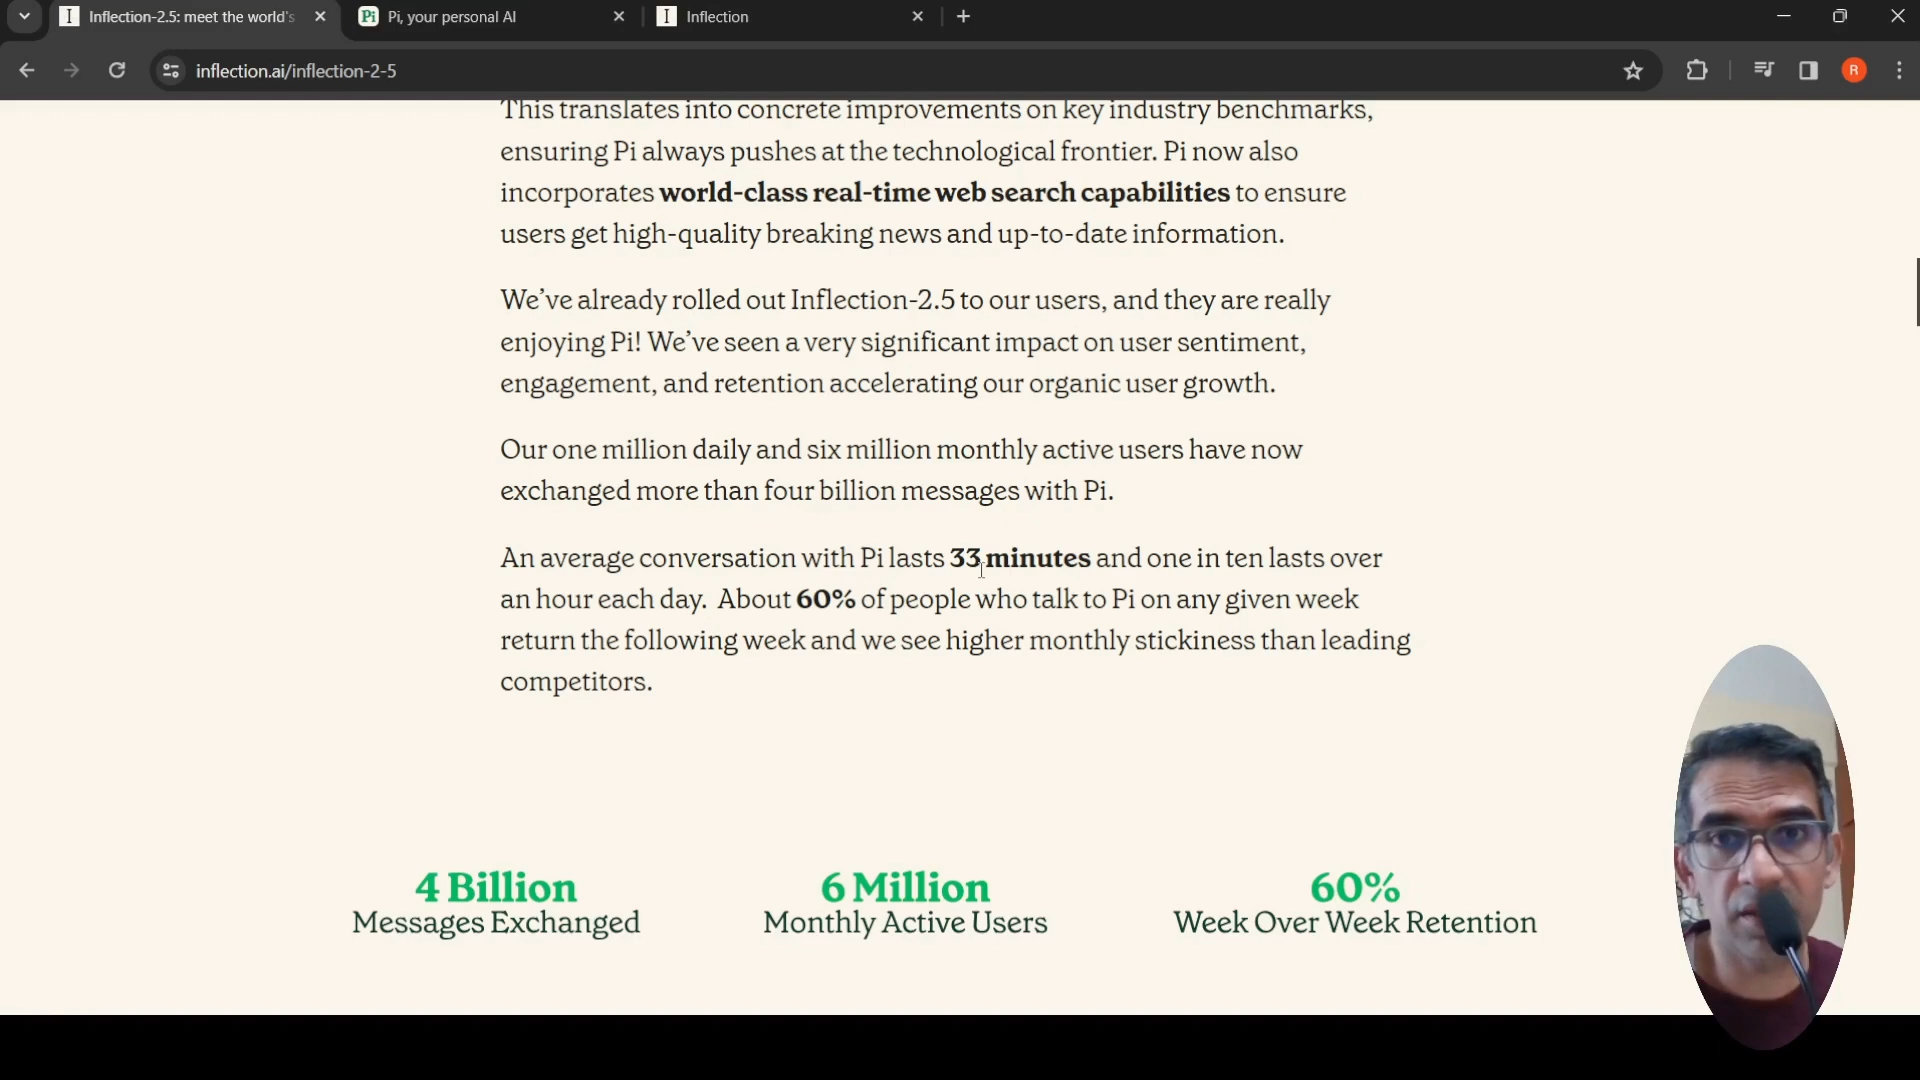 Inflection-2.5: meet the world's
Pi
Pi, your personal AI
Inflection
inflection.ai/inflection-2-5
R
This translates into concrete improvements on key industry benchmarks,
ensuring Pi always pushes at the technological frontier. Pi now also
incorporates world-class real-time web search capabilities to ensure
users get high-quality breaking news and up-to-date information.
We’ve already rolled out Inflection-2.5 to our users, and they are really
enjoying Pi! We’ve seen a very significant impact on user sentiment,
engagement, and retention accelerating our organic user growth.
Our one million daily and six million monthly active users have now
exchanged more than four billion messages with Pi.
An average conversation with Pi lasts 33 minutes and one in ten lasts over
an hour each day. About 60% of people who talk to Pi on any given week
return the following week and we see higher monthly stickiness than leading
competitors.
4 Billion
Messages Exchanged
6 Million
Monthly Active Users
60%
Week Over Week Retention